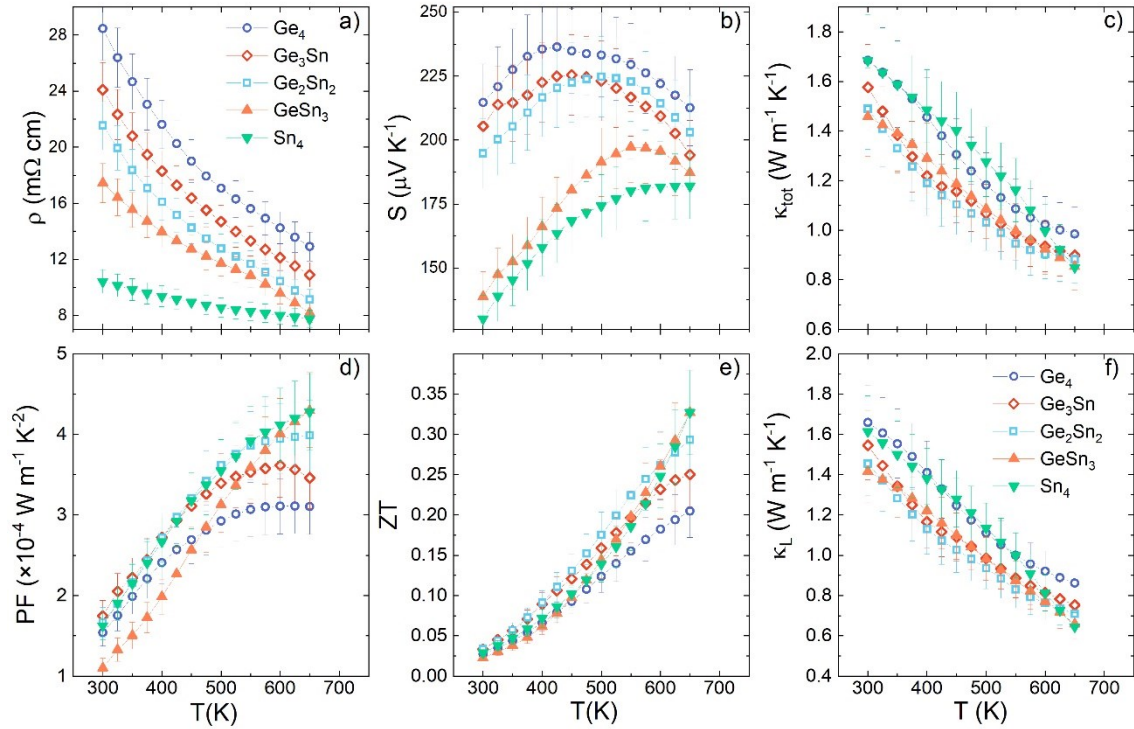 a)
28
24
20
16
12
8
ρ (mΩ cm)
Ge₄
Ge₃Sn
Ge₂Sn₂
GeSn₃
Sn₄
b)
250
225
200
175
150
S (μV K⁻¹)
c)
1.8
1.6
1.4
1.2
1.0
0.8
0.6
κtot (W m⁻¹ K⁻¹)
d)
5
4
3
2
1
PF (×10⁻⁴ W m⁻¹ K⁻²)
300 400 500 600 700
T(K)
e)
0.35
0.30
0.25
0.20
0.15
0.10
0.05
0.00
ZT
300 400 500 600 700
T(K)
f)
2.0
1.8
1.6
1.4
1.2
1.0
0.8
0.6
0.4
κL (W m⁻¹ K⁻¹)
Ge₄
Ge₃Sn
Ge₂Sn₂
GeSn₃
Sn₄
300 400 500 600 700
T (K)